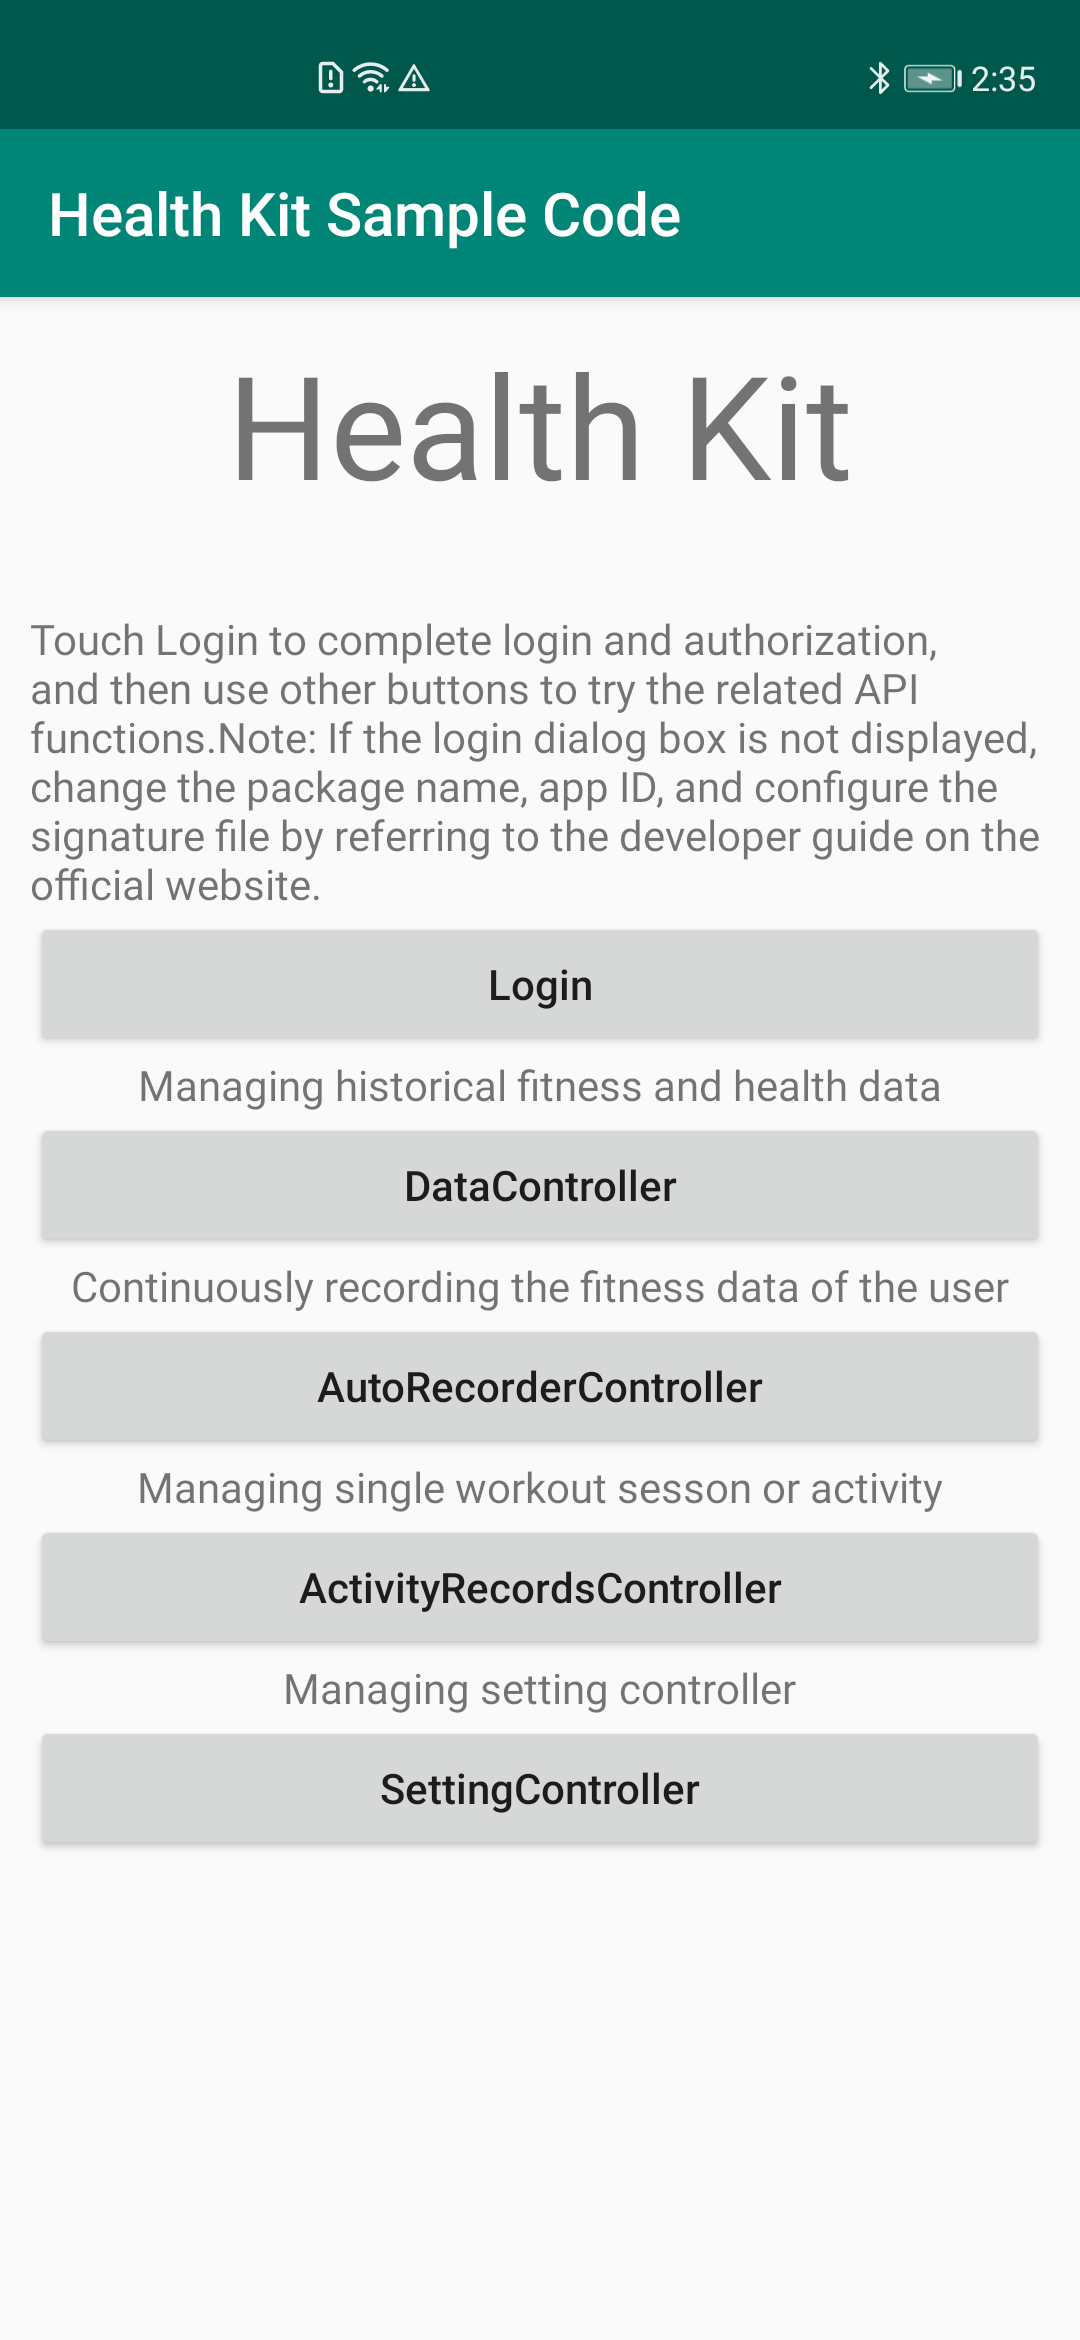 2:35
Health Kit Sample Code
Health Kit
Touch Login to complete login and authorization,
and then use other buttons to try the related API
functions.Note: If the login dialog box is not displayed,
change the package name, app ID, and configure the
signature file by referring to the developer guide on the
official website.
Login
Managing historical fitness and health data
DataController
Continuously recording the fitness data of the user
AutoRecorderController
Managing single workout sesson or activity
ActivityRecordsController
Managing setting controller
SettingController